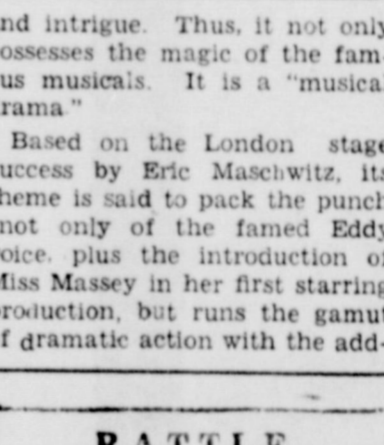 nd intrigue. Thus, it not only
ossesses the magic of the fam-
us musicals. It is a "musical
rama."
Based on the London stage
uccess by Eric Maschwitz, its
heme is said to pack the punch
not only of the famed Eddy
oice, plus the introduction of
Miss Massey in her first starring
production, but runs the gamut
f dramatic action with the add-
BATTLE